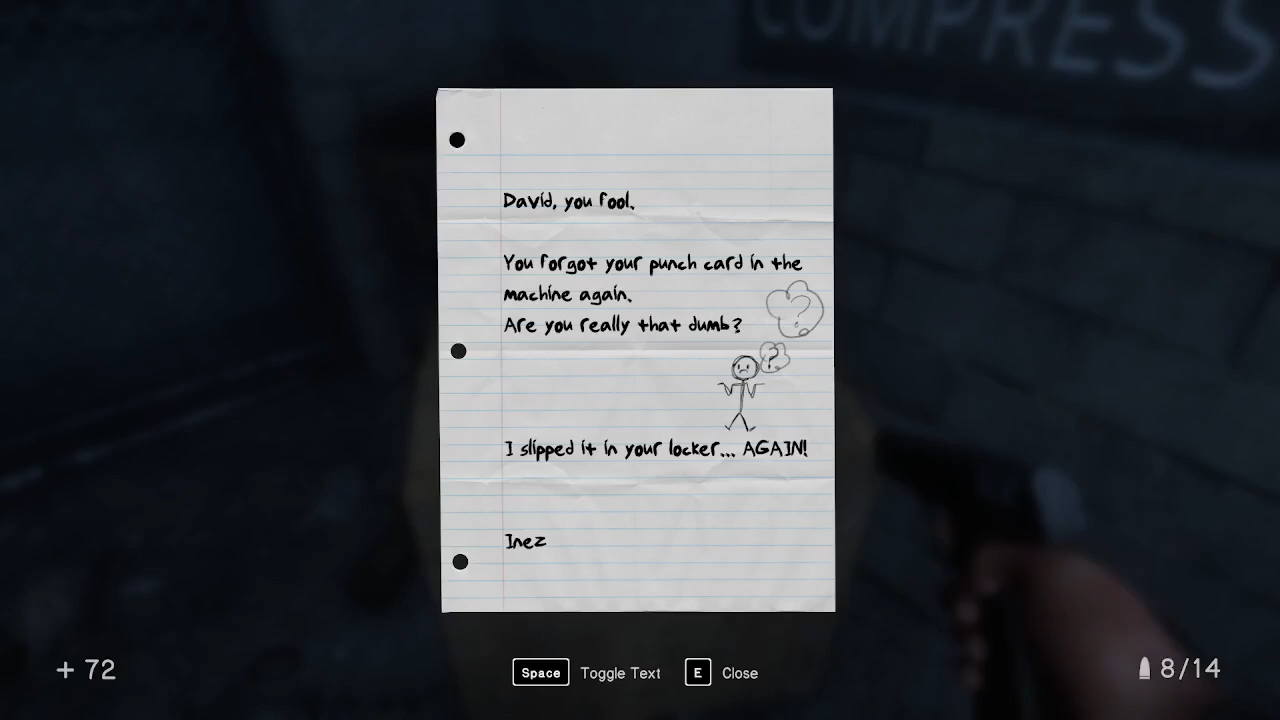 COMPRESS
David, you fool.
You forgot your punch card in the
machine again.
Are you really that dumb?
?
?
I slipped it in your locker... AGAIN!
Inez
+ 72
Space Toggle Text E Close
8/14